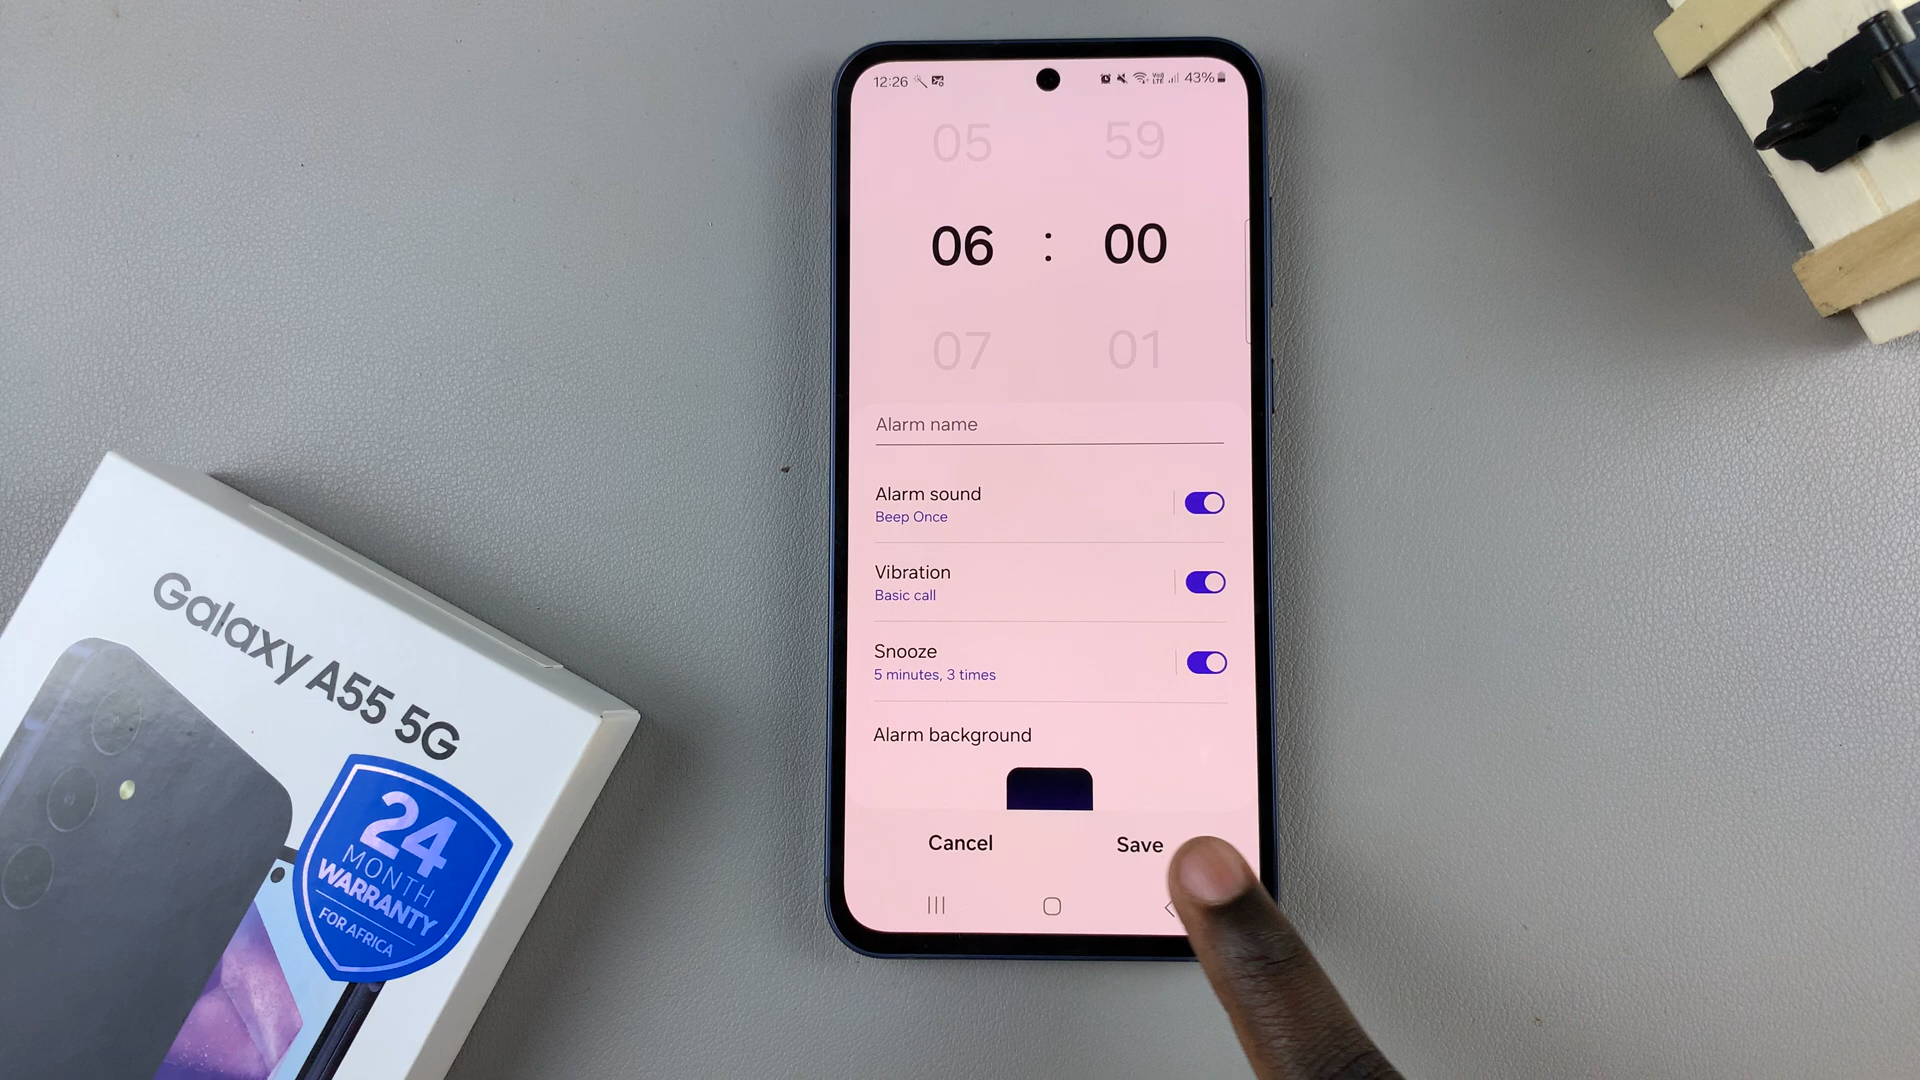 12:26
43%
05 59
06 : 00
07 01
Alarm name
Alarm sound
Beep Once
Vibration
Basic call
Snooze
5 minutes, 3 times
Alarm background
Cancel Save
Galaxy A55 5G
24
MONTH
WARRANTY
FOR AFRICA